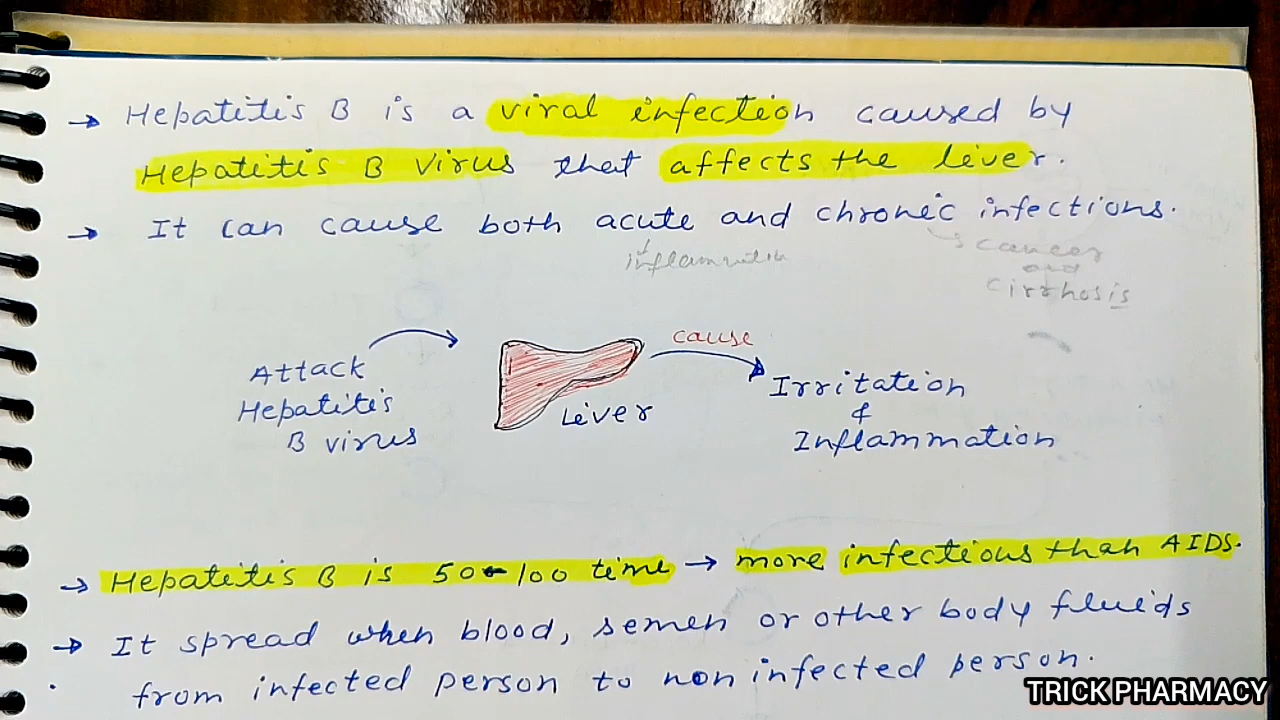 → Hepatitis B is a viral infection caused by
Hepatitis B virus that affects the liver.
→ It can cause both acute and chronic infections.
↓ inflammation
→ cancer
and
cirrhosis
Attack
Hepatitis
B virus
Liver
cause
Irritation
&
Inflammation
→ Hepatitis B is 50-100 time → more infectious than AIDS.
→ It spread when blood, semen or other body fluids
from infected person to non infected person.
TRICK PHARMACY